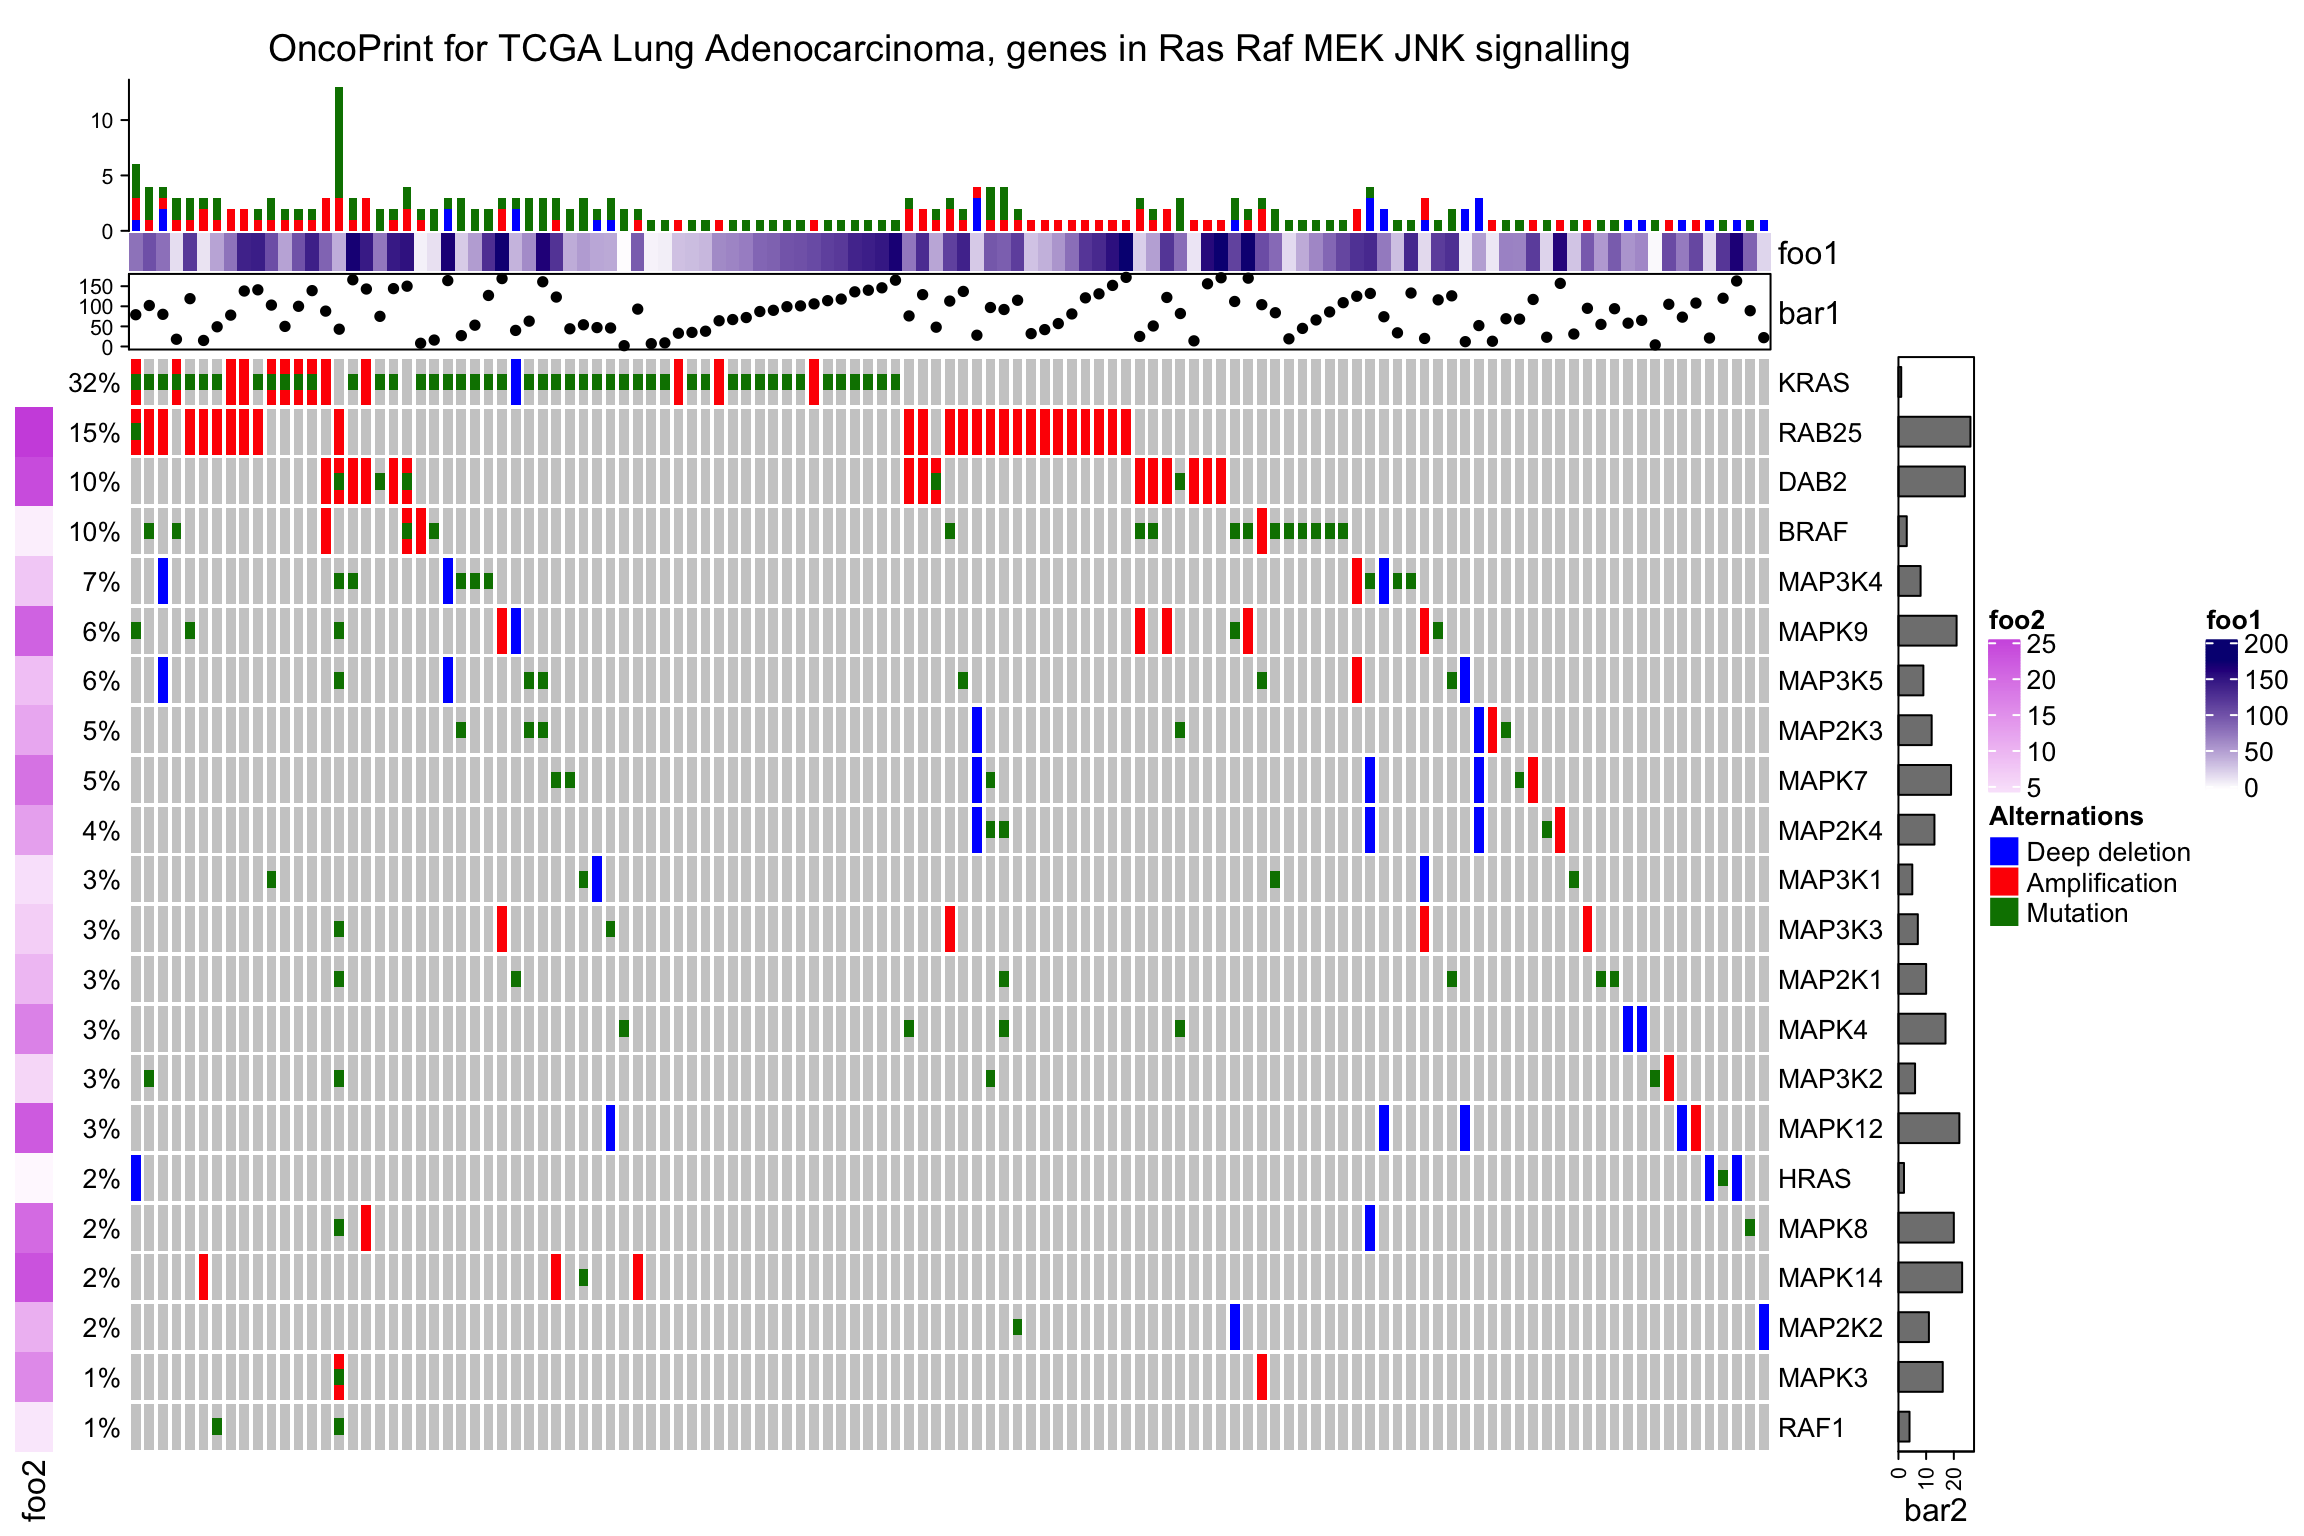 OncoPrint for TCGA Lung Adenocarcinoma, genes in Ras Raf MEK JNK signalling
10
5
0
foo1
150
100
50
0
bar1
32% KRAS
15% RAB25
10% DAB2
10% BRAF
7% MAP3K4
6% MAPK9
6% MAP3K5
5% MAP2K3
5% MAPK7
4% MAP2K4
3% MAP3K1
3% MAP3K3
3% MAP2K1
3% MAPK4
3% MAP3K2
3% MAPK12
2% HRAS
2% MAPK8
2% MAPK14
2% MAP2K2
1% MAPK3
1% RAF1
foo2
0 10 20
bar2
foo2
25
20
15
10
5
foo1
200
150
100
50
0
Alternations
Deep deletion
Amplification
Mutation